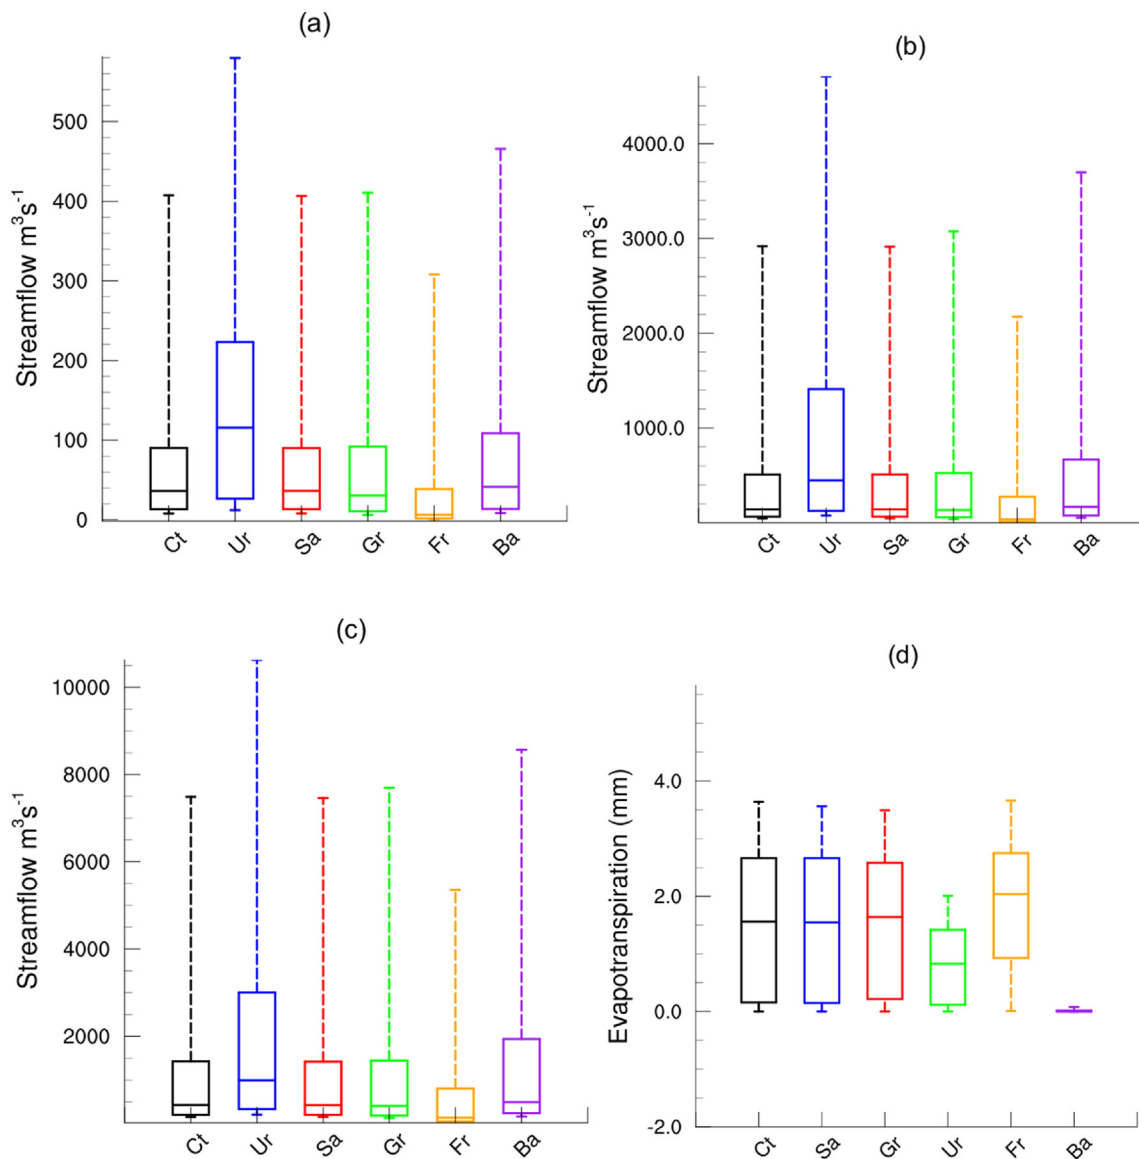 (a)
Streamflow m³s⁻¹
500
400
300
200
100
0
Ct Ur Sa Gr Fr Ba
(b)
Streamflow m³s⁻¹
4000.0
3000.0
2000.0
1000.0
Ct Ur Sa Gr Fr Ba
(c)
Streamflow m³s⁻¹
10000
8000
6000
4000
2000
Ct Ur Sa Gr Fr Ba
(d)
Evapotranspiration (mm)
4.0
2.0
0.0
-2.0
Ct Sa Gr Ur Fr Ba